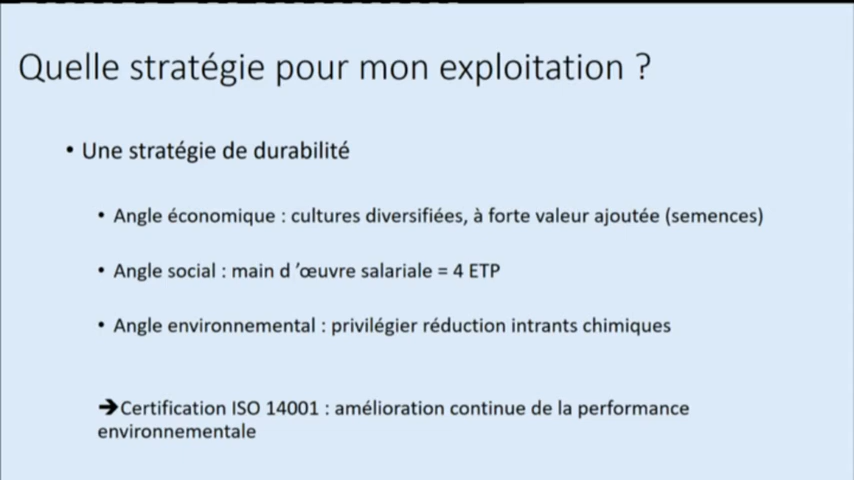 Quelle stratégie pour mon exploitation ?
• Une stratégie de durabilité
• Angle économique : cultures diversifiées, à forte valeur ajoutée (semences)
• Angle social : main d ’œuvre salariale = 4 ETP
• Angle environnemental : privilégier réduction intrants chimiques
➔Certification ISO 14001 : amélioration continue de la performance
environnementale